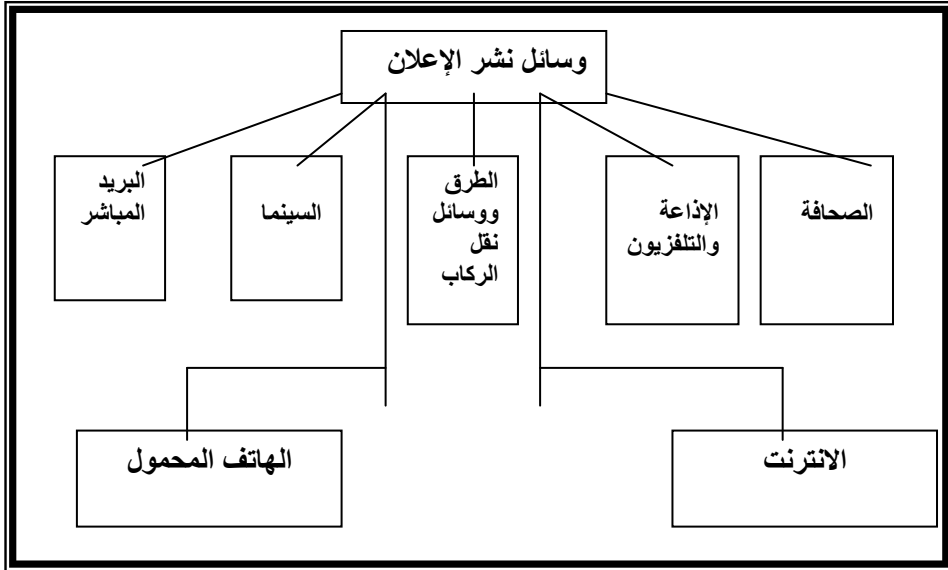 وسائل نشر الإعلان
الصحافة
الإذاعة
والتلفزيون
الطرق
ووسائل
نقل
الركاب
السينما
البريد
المباشر
الانترنت
الهاتف المحمول